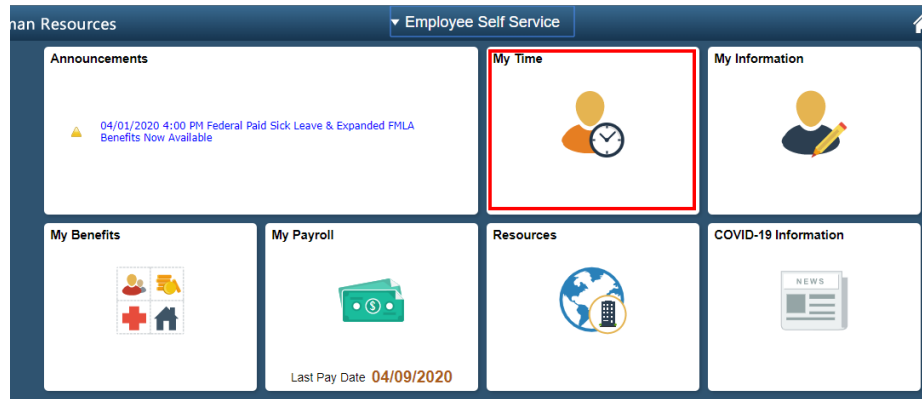 Resources
▾ Employee Self Service
Announcements
04/01/2020 4:00 PM Federal Paid Sick Leave & Expanded FMLA
Benefits Now Available
My Time
My Information
My Benefits
My Payroll
Last Pay Date 04/09/2020
Resources
COVID-19 Information
NEWS